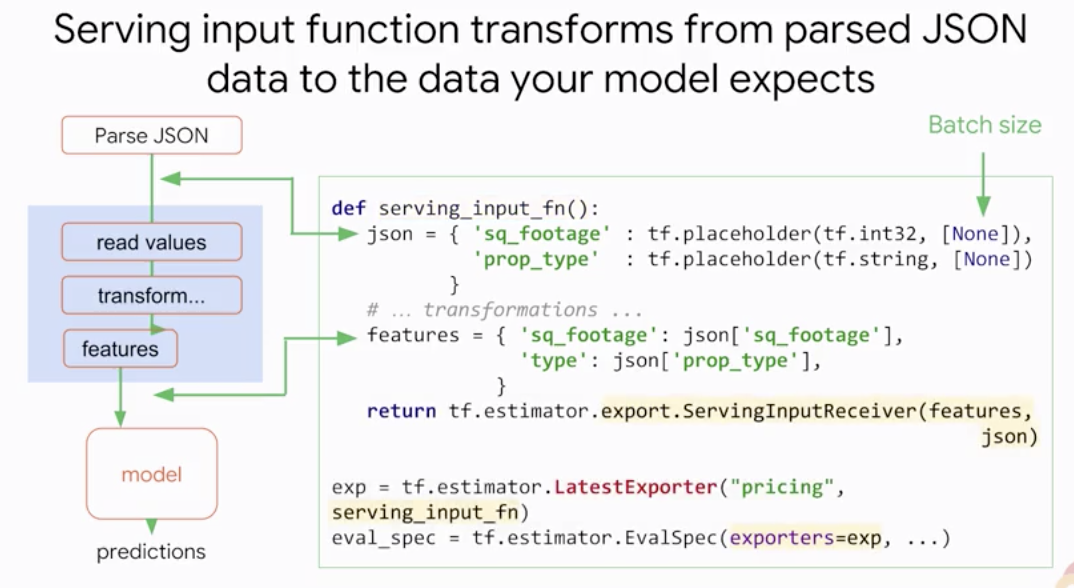 Serving input function transforms from parsed JSON
data to the data your model expects
Parse JSON
read values
transform...
features
model
predictions
Batch size
def serving_input_fn():
json = { 'sq_footage' : tf.placeholder(tf.int32, [None]),
'prop_type' : tf.placeholder(tf.string, [None])
}
# ... transformations ...
features = { 'sq_footage': json['sq_footage'],
'type': json['prop_type'],
}
return tf.estimator.export.ServingInputReceiver(features,
json)
exp = tf.estimator.LatestExporter("pricing",
serving_input_fn)
eval_spec = tf.estimator.EvalSpec(exporters=exp, ...)